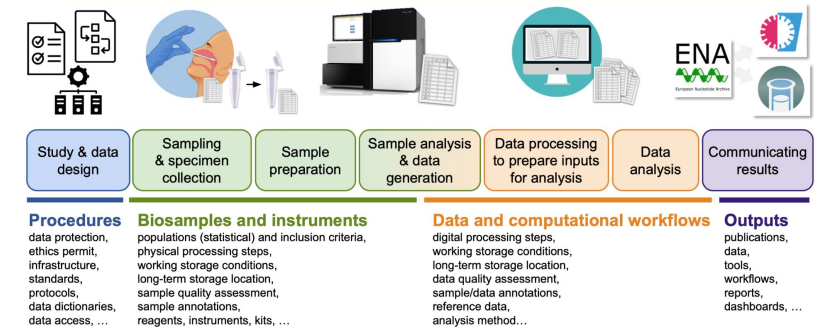 ENA
European Nucleotide Archive
Study & data
design
Sampling
& specimen
collection
Sample
preparation
Sample analysis
& data
generation
Data processing
to prepare inputs
for analysis
Data
analysis
Communicating
results
Procedures
data protection,
ethics permit,
infrastructure,
standards,
protocols,
data dictionaries,
data access, …
Biosamples and instruments
populations (statistical) and inclusion criteria,
physical processing steps,
working storage conditions,
long-term storage location,
sample quality assessment,
sample annotations,
reagents, instruments, kits, …
Data and computational workflows
digital processing steps,
working storage conditions,
long-term storage location,
data quality assessment,
sample/data annotations,
reference data,
analysis method…
Outputs
publications,
data,
tools,
workflows,
reports,
dashboards, …